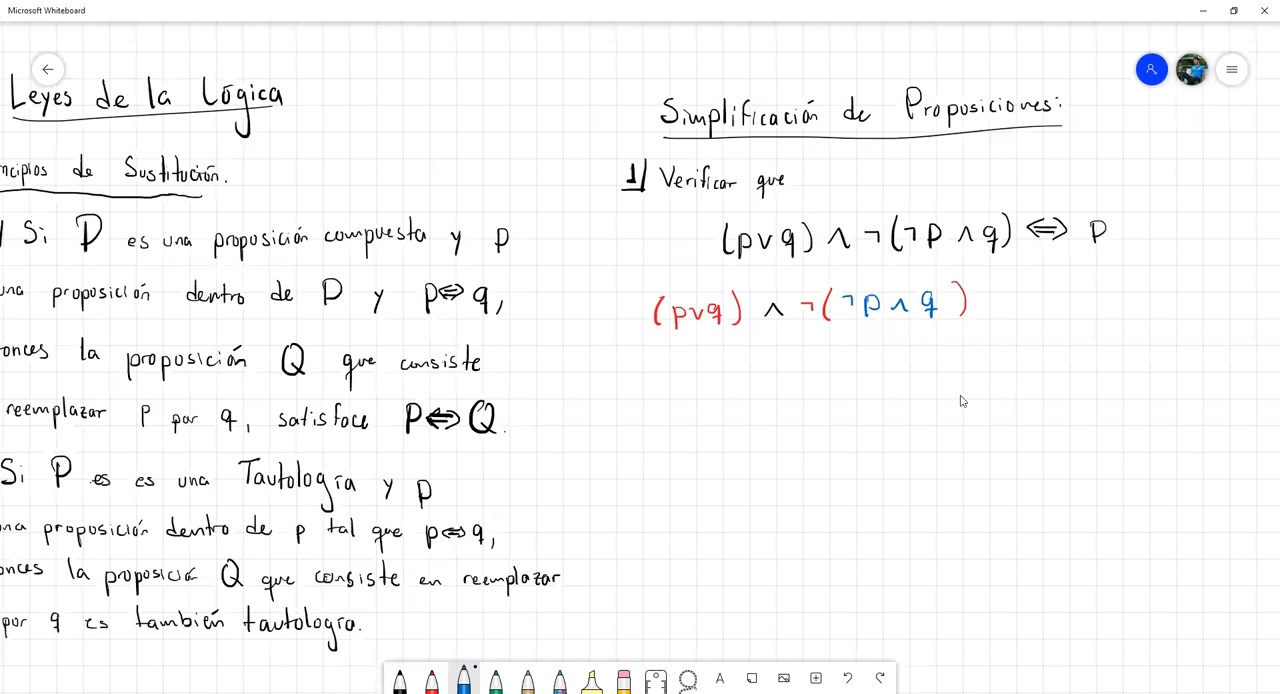 Microsoft Whiteboard
Leyes de la Lógica
ncipios de Sustitución.
Si P es una proposición compuesta y p
una proposición dentro de P y p⇔q,
onces la proposición Q que consiste
reemplazar p por q, satisface P⇔Q.
Si P es es una Tautología y p
una proposición dentro de p tal que p⇔q,
onces la proposición Q que consiste en reemplazar
por q es también tautología.
Simplificación de Proposiciones:
1) Verificar que
(p∨q) ∧ ¬(¬p ∧ q) ⇔ p
(p∨q) ∧ ¬(¬p ∧ q)
A